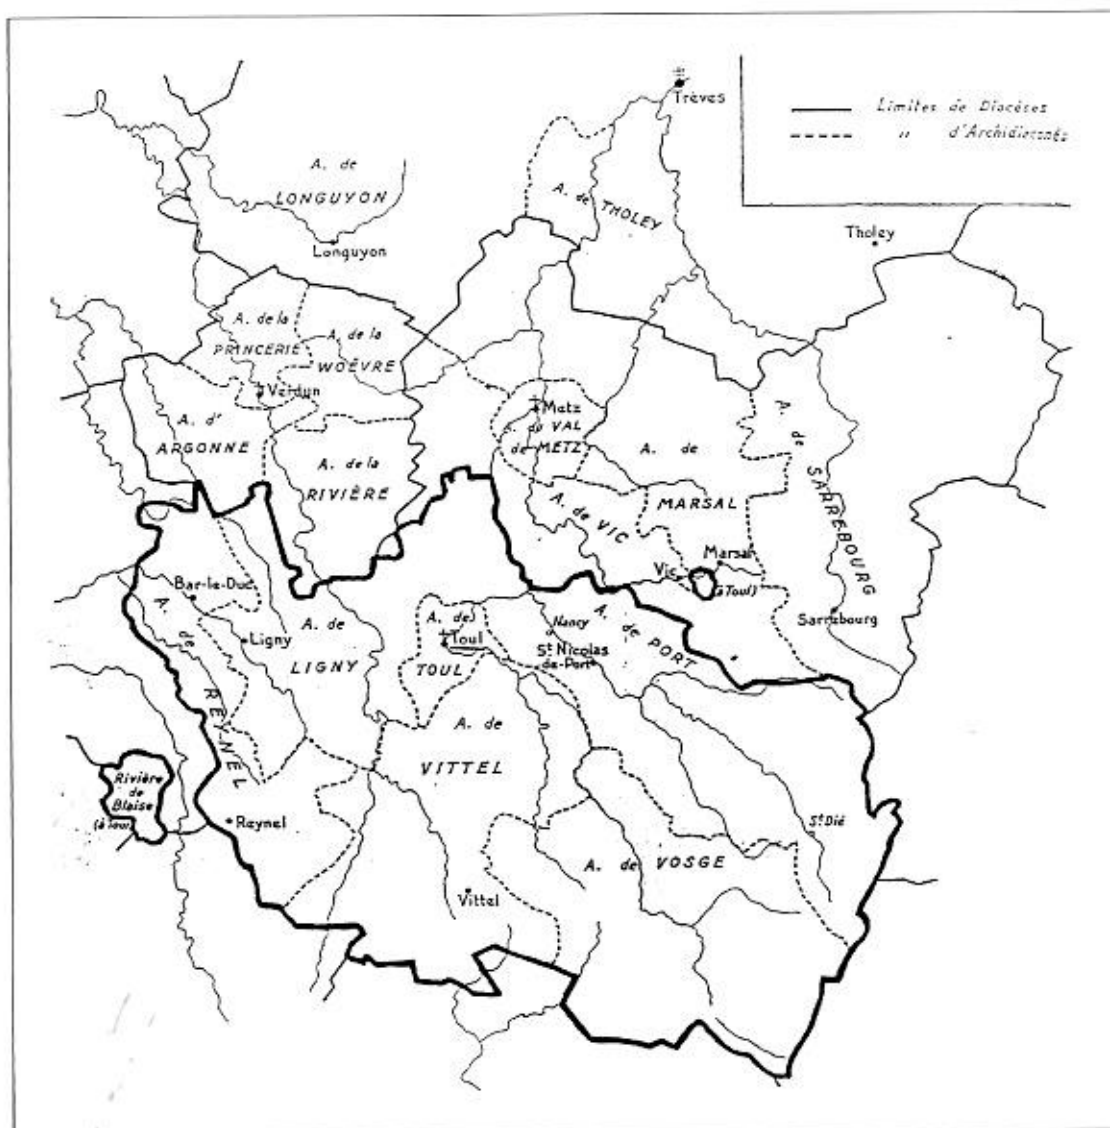 Trèves
Limites de Diocèses
" d'Archidiaconés
A. de
LONGUYON
Longuyon
A. de THOLEY
Tholey
A. de la
PRINCERIE
A. de la
WOËVRE
Verdun
A. d'
ARGONNE
A. de la
RIVIÈRE
Metz
A. du VAL
de METZ
A. de
MARSAL
A. de SARREBOURG
A. de VIC
Marsal
Vic
(à Toul)
Sarrebourg
Bar-le-Duc
Ligny
A. de
LIGNY
A. de REYNEL
A. de
Toul
TOUL
Nancy
St Nicolas
de-Port
A. de PORT
A. de
VITTEL
Rivière
de
Blaise
(à Toul)
Reynel
St Dié
A. de VOSGE
Vittel